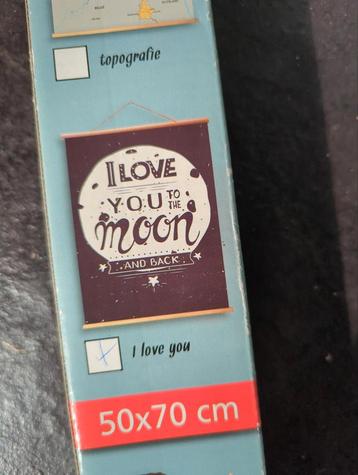 topografie
I LOVE
YOU TO THE
moon
AND BACK
I love you
50x70 cm